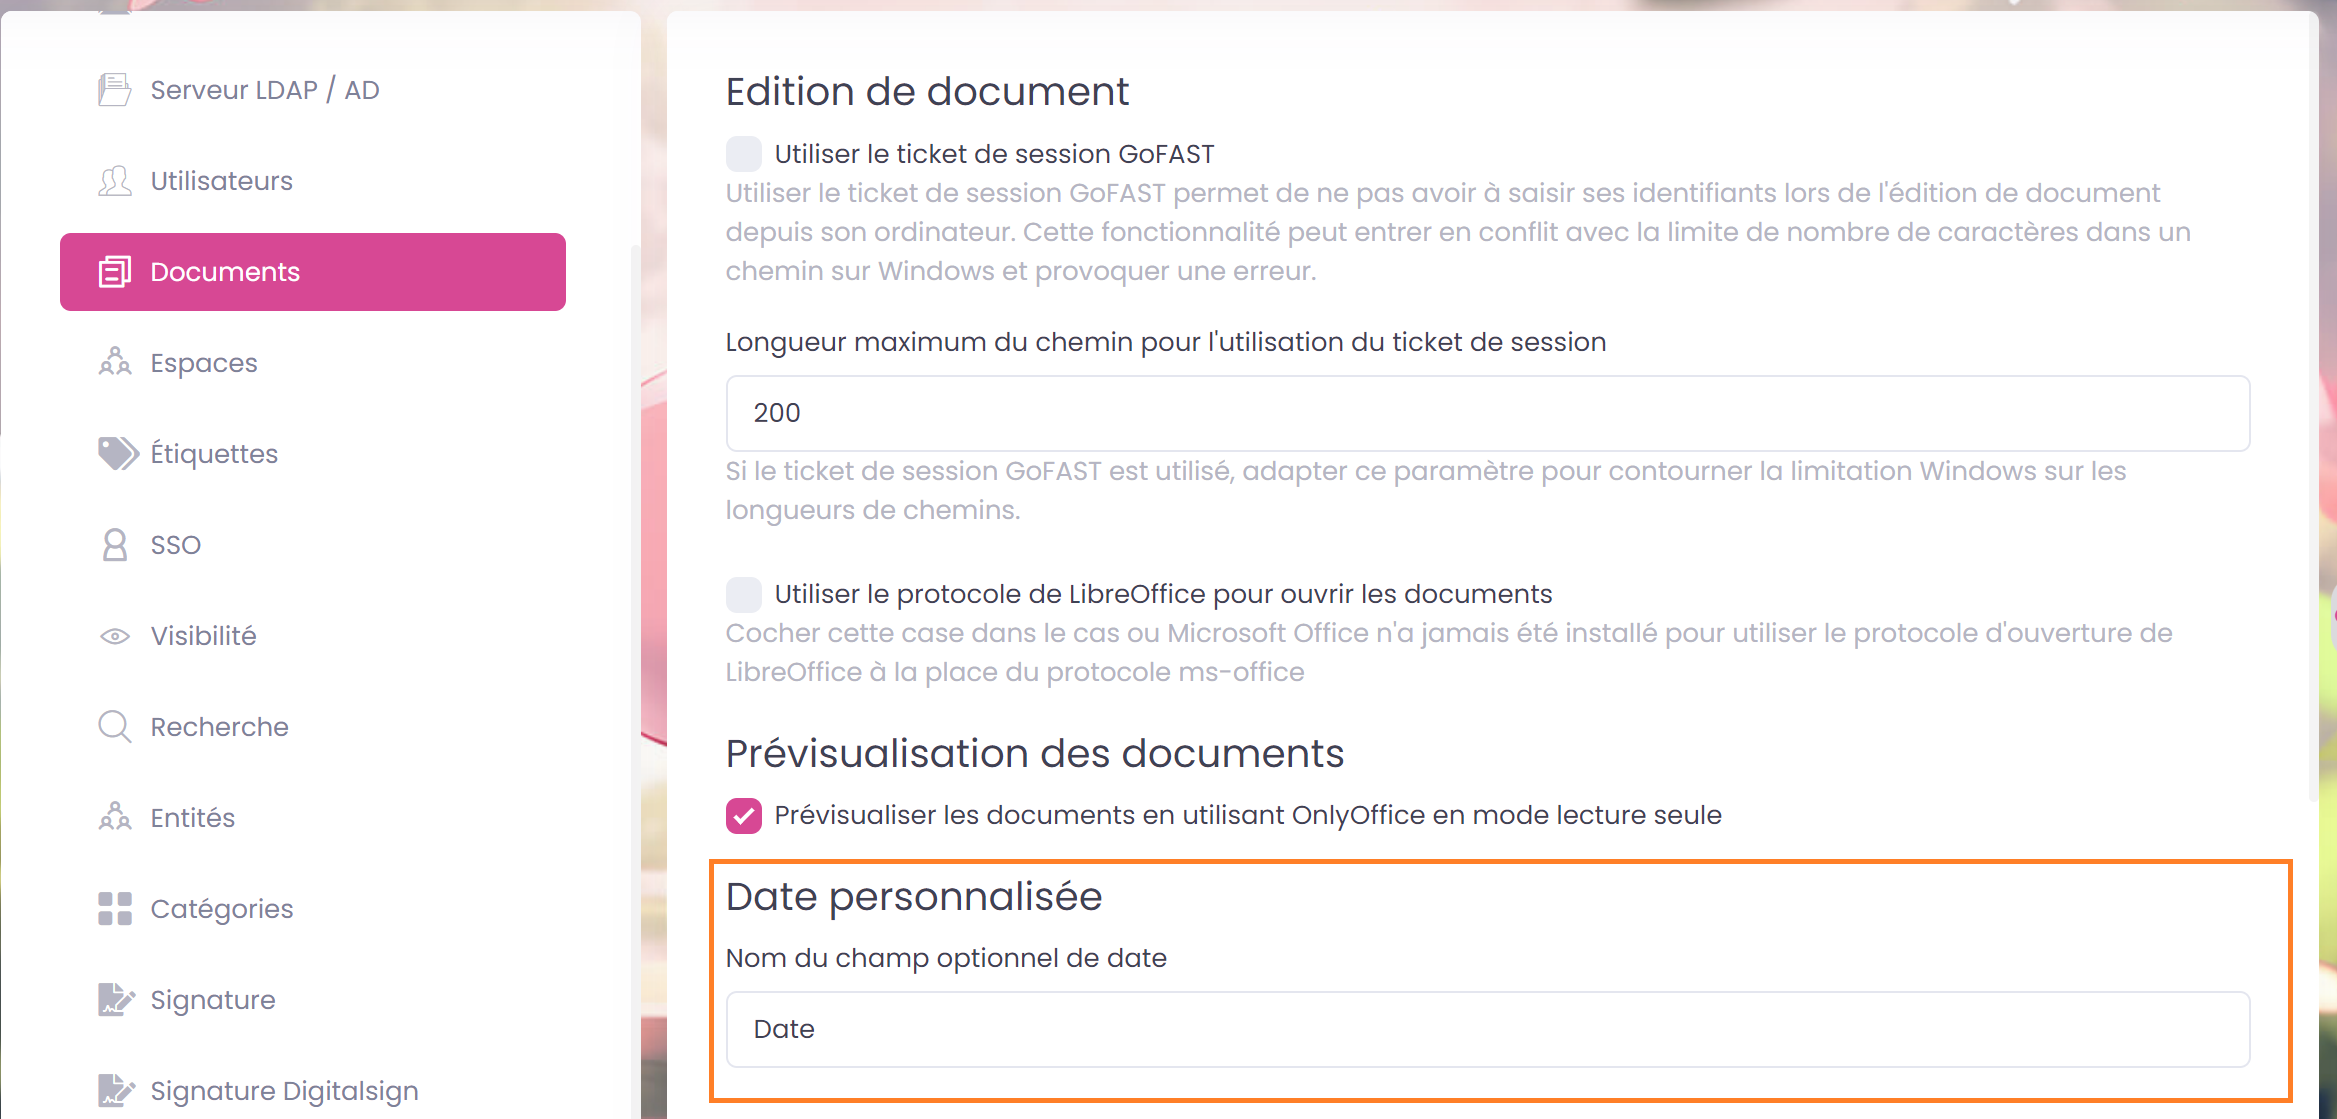 Serveur LDAP / AD
Utilisateurs
Documents
Espaces
Étiquettes
SSO
Visibilité
Recherche
Entités
Catégories
Signature
Signature Digitalsign
Edition de document
Utiliser le ticket de session GoFAST
Utiliser le ticket de session GoFAST permet de ne pas avoir à saisir ses identifiants lors de l'édition de document
depuis son ordinateur. Cette fonctionnalité peut entrer en conflit avec la limite de nombre de caractères dans un
chemin sur Windows et provoquer une erreur.
Longueur maximum du chemin pour l'utilisation du ticket de session
200
Si le ticket de session GoFAST est utilisé, adapter ce paramètre pour contourner la limitation Windows sur les
longueurs de chemins.
Utiliser le protocole de LibreOffice pour ouvrir les documents
Cocher cette case dans le cas ou Microsoft Office n'a jamais été installé pour utiliser le protocole d'ouverture de
LibreOffice à la place du protocole ms-office
Prévisualisation des documents
Prévisualiser les documents en utilisant OnlyOffice en mode lecture seule
Date personnalisée
Nom du champ optionnel de date
Date